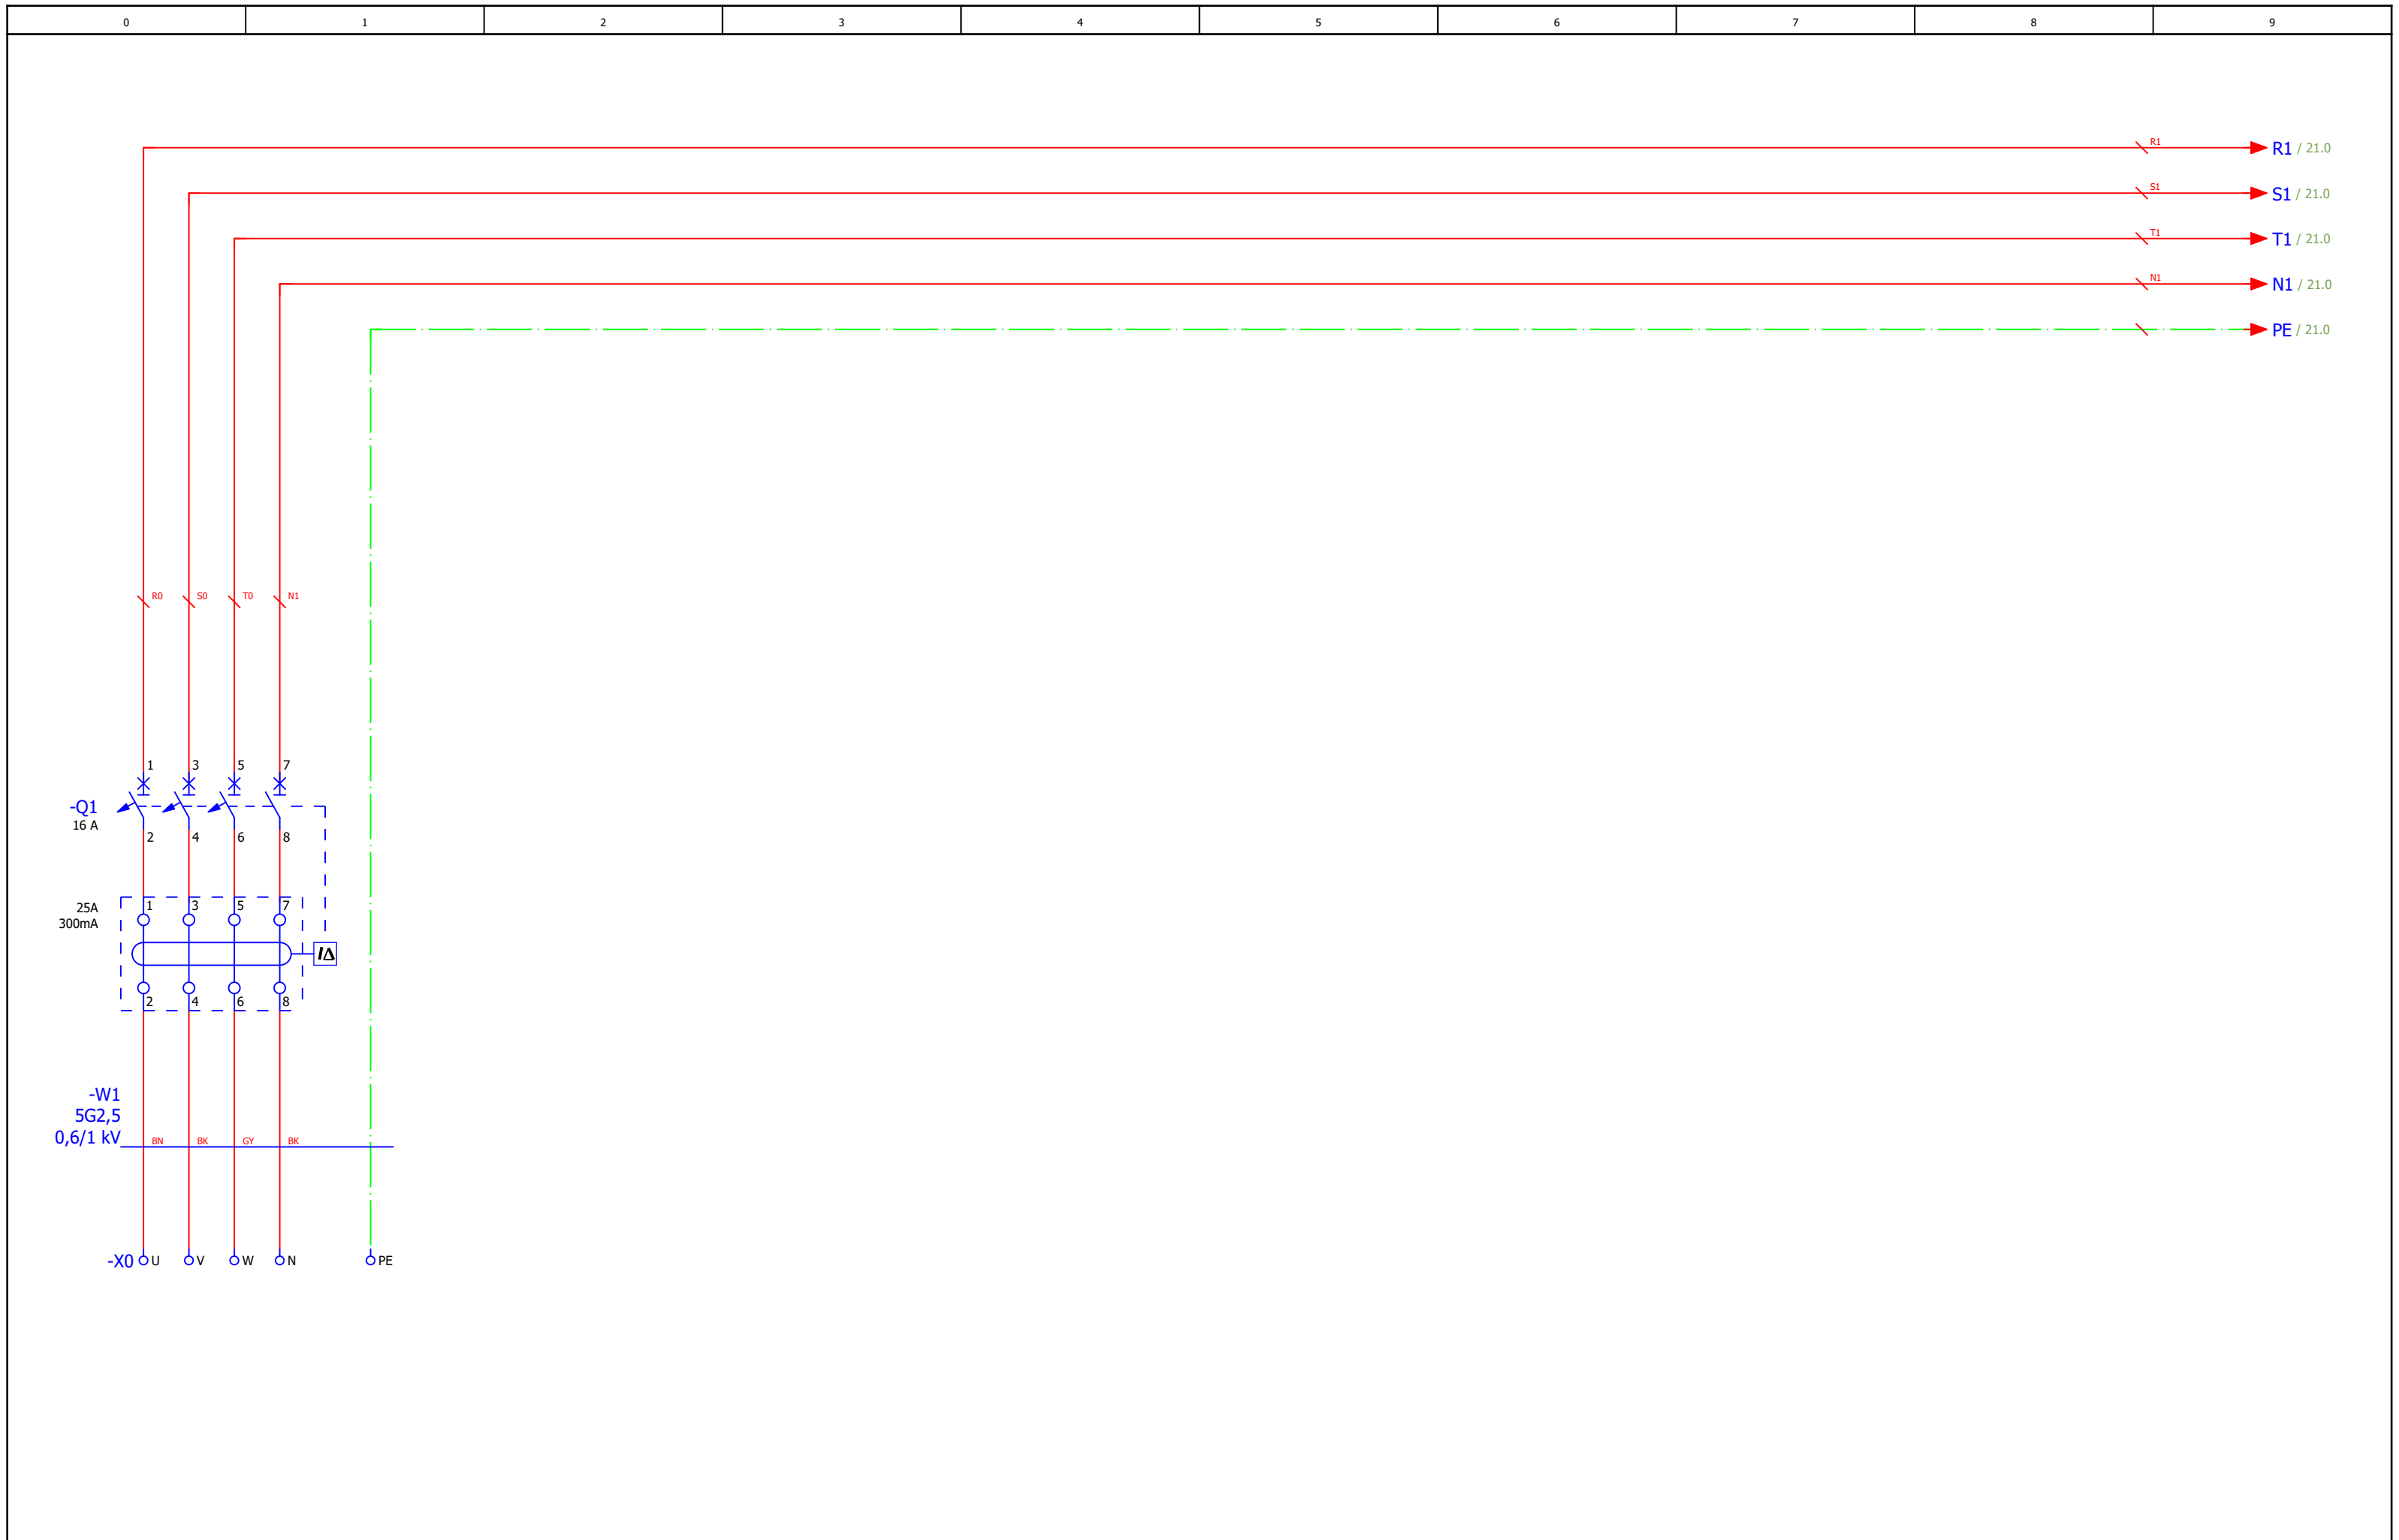 0 1 2 3 4 5 6 7 8 9
R1 R1 / 21.0
S1 S1 / 21.0
T1 T1 / 21.0
N1 N1 / 21.0
PE / 21.0
R0 S0 T0 N1
1 3 5 7
-Q1
16 A
2 4 6 8
25A 1 3 5 7
300mA
IΔ
2 4 6 8
-W1
5G2,5
0,6/1 kV
BN BK GY BK
-X0 U V W N PE